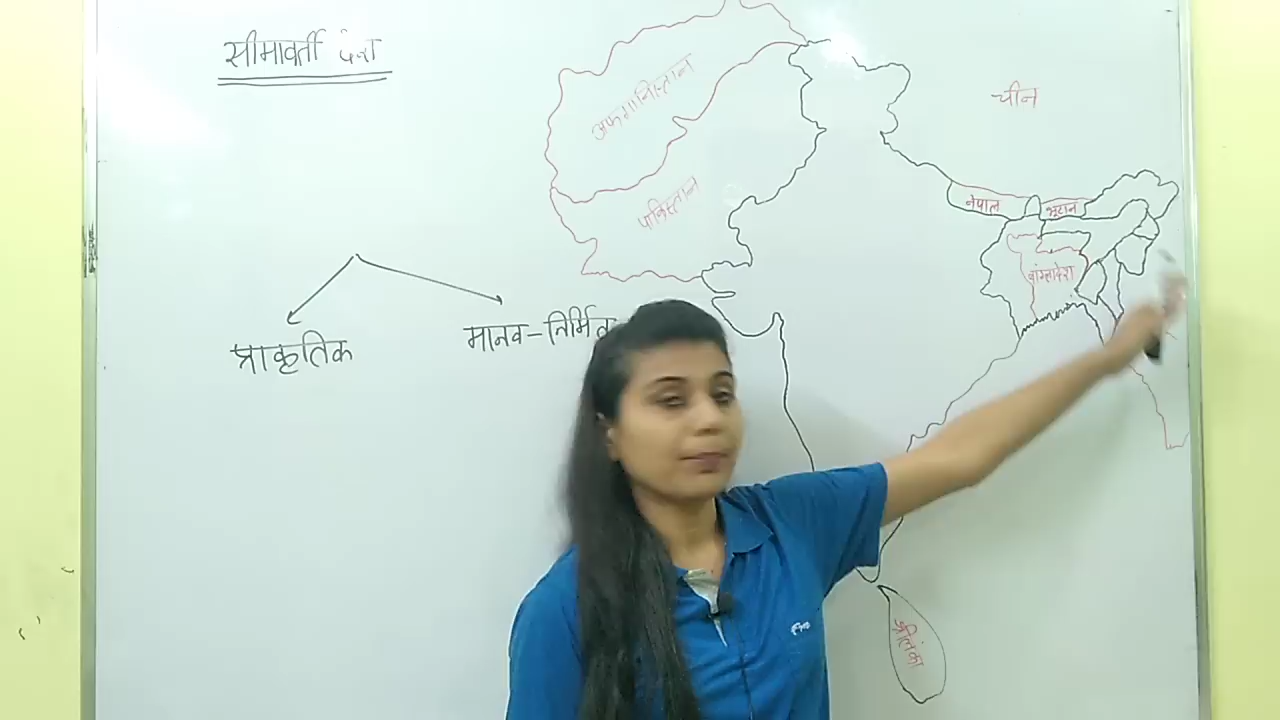 सीमावर्ती देश
अफगानिस्तान
चीन
पाकिस्तान
नेपाल
भूटान
बांग्लादेश
प्राकृतिक
मानव-निर्मित
श्रीलंका